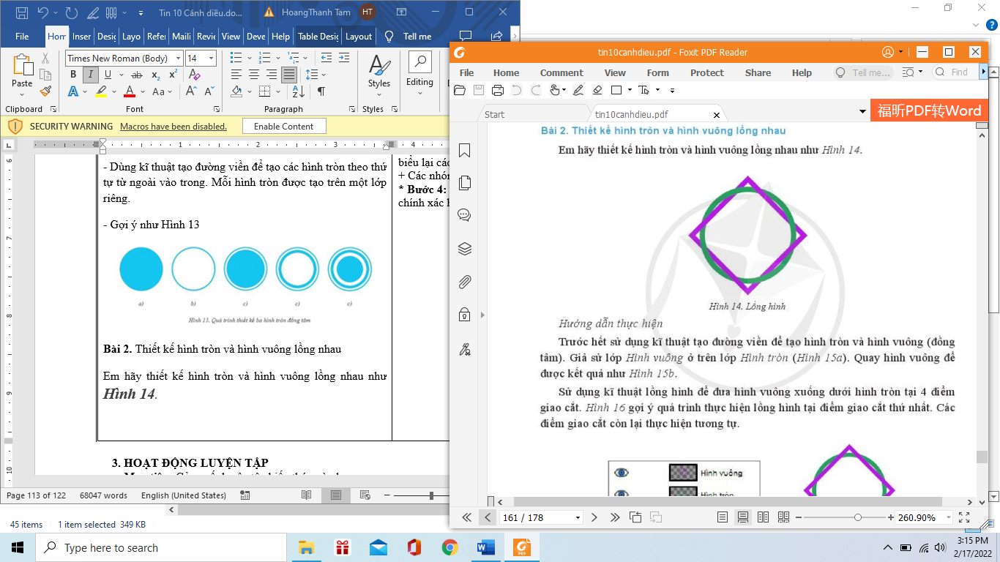 Tin 10 Cánh diều.do...
HoangThanh Tam
HT
File
Hom
Inser
Desig
Layo
Refer
Maili
Revie
View
Deve
Help
Table Desig
Layout
Tell me
Times New Roman (Body)
14
Paste
Styles
Editing
Clipboard
Font
Paragraph
Styles
SECURITY WARNING Macros have been disabled.
Enable Content
- Dùng kĩ thuật tạo đường viền để tạo các hình tròn theo thứ
tự từ ngoài vào trong. Mỗi hình tròn được tạo trên một lớp
riêng.
- Gợi ý như Hình 13
a)
b)
c)
c)
e)
Hình 13. Quá trình thiết kế ba hình tròn đồng tâm
Bài 2. Thiết kế hình tròn và hình vuông lồng nhau
Em hãy thiết kế hình tròn và hình vuông lồng nhau như
Hình 14.
biểu lại các
+ Các nhón
* Bước 4:
chính xác h
3. HOẠT ĐỘNG LUYỆN TẬP
Page 113 of 122
68047 words
English (United States)
45 items
1 item selected 349 KB
tin10canhdieu.pdf - Foxit PDF Reader
File
Home
Comment
View
Form
Protect
Share
Help
Tell me...
Find
Start
tin10canhdieu.pdf
福昕PDF转Word
Bài 2. Thiết kế hình tròn và hình vuông lồng nhau
Em hãy thiết kế hình tròn và hình vuông lồng nhau như Hình 14.
Hình 14. Lồng hình
Hướng dẫn thực hiện
Trước hết sử dụng kĩ thuật tạo đường viền để tạo hình tròn và hình vuông (đồng
tâm). Giả sử lớp Hình vuông ở trên lớp Hình tròn (Hình 15a). Quay hình vuông để
được kết quả như Hình 15b.
Sử dụng kĩ thuật lồng hình để đưa hình vuông xuống dưới hình tròn tại 4 điểm
giao cắt. Hình 16 gợi ý quá trình thực hiện lồng hình tại điểm giao cắt thứ nhất. Các
điểm giao cắt còn lại thực hiện tương tự.
Hình vuông
Hình tròn
161 / 178
260.90%
Type here to search
3:15 PM
2/17/2022